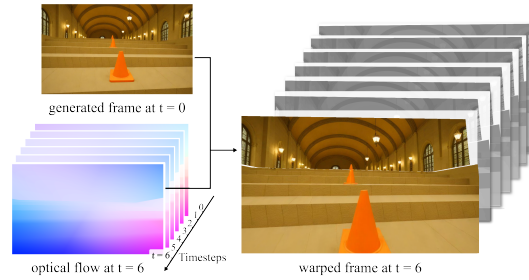 generated frame at t = 0
0
1
2
3
4
5
t = 6
Timesteps
optical flow at t = 6
warped frame at t = 6